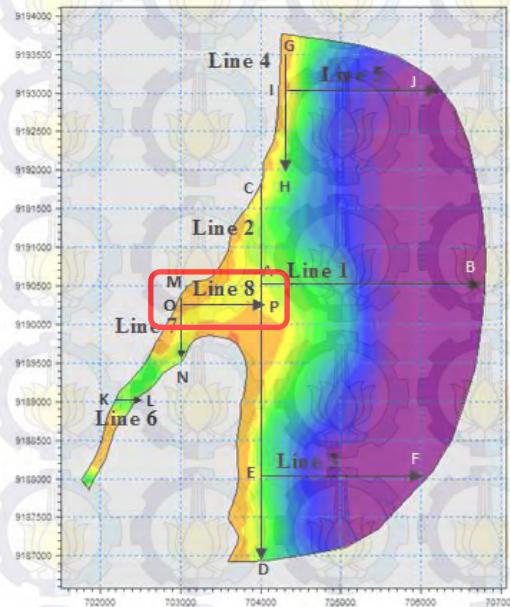 9194000
9193500
9193000
9192500
9192000
9191500
9191000
9190500
9190000
9189500
9189000
9188500
9188000
9187500
9187000
G
Line 4
Line 5
I
J
C
H
Line 2
A
Line 1
B
M
Line 8
O
P
Line 7
N
K
L
Line 6
E
Line
F
D
702000
703000
704000
705000
706000